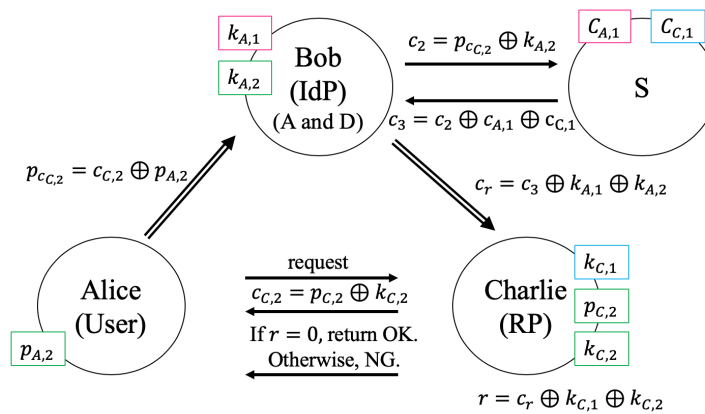 k_{A,1}
k_{A,2}
Bob
(IdP)
(A and D)
c_2 = p_{c_{C,2}} ⊕ k_{A,2}
c_3 = c_2 ⊕ c_{A,1} ⊕ c_{C,1}
C_{A,1}
C_{C,1}
S
p_{c_{C,2}} = c_{C,2} ⊕ p_{A,2}
c_r = c_3 ⊕ k_{A,1} ⊕ k_{A,2}
Alice
(User)
p_{A,2}
request
c_{C,2} = p_{C,2} ⊕ k_{C,2}
If r = 0, return OK.
Otherwise, NG.
Charlie
(RP)
k_{C,1}
p_{C,2}
k_{C,2}
r = c_r ⊕ k_{C,1} ⊕ k_{C,2}